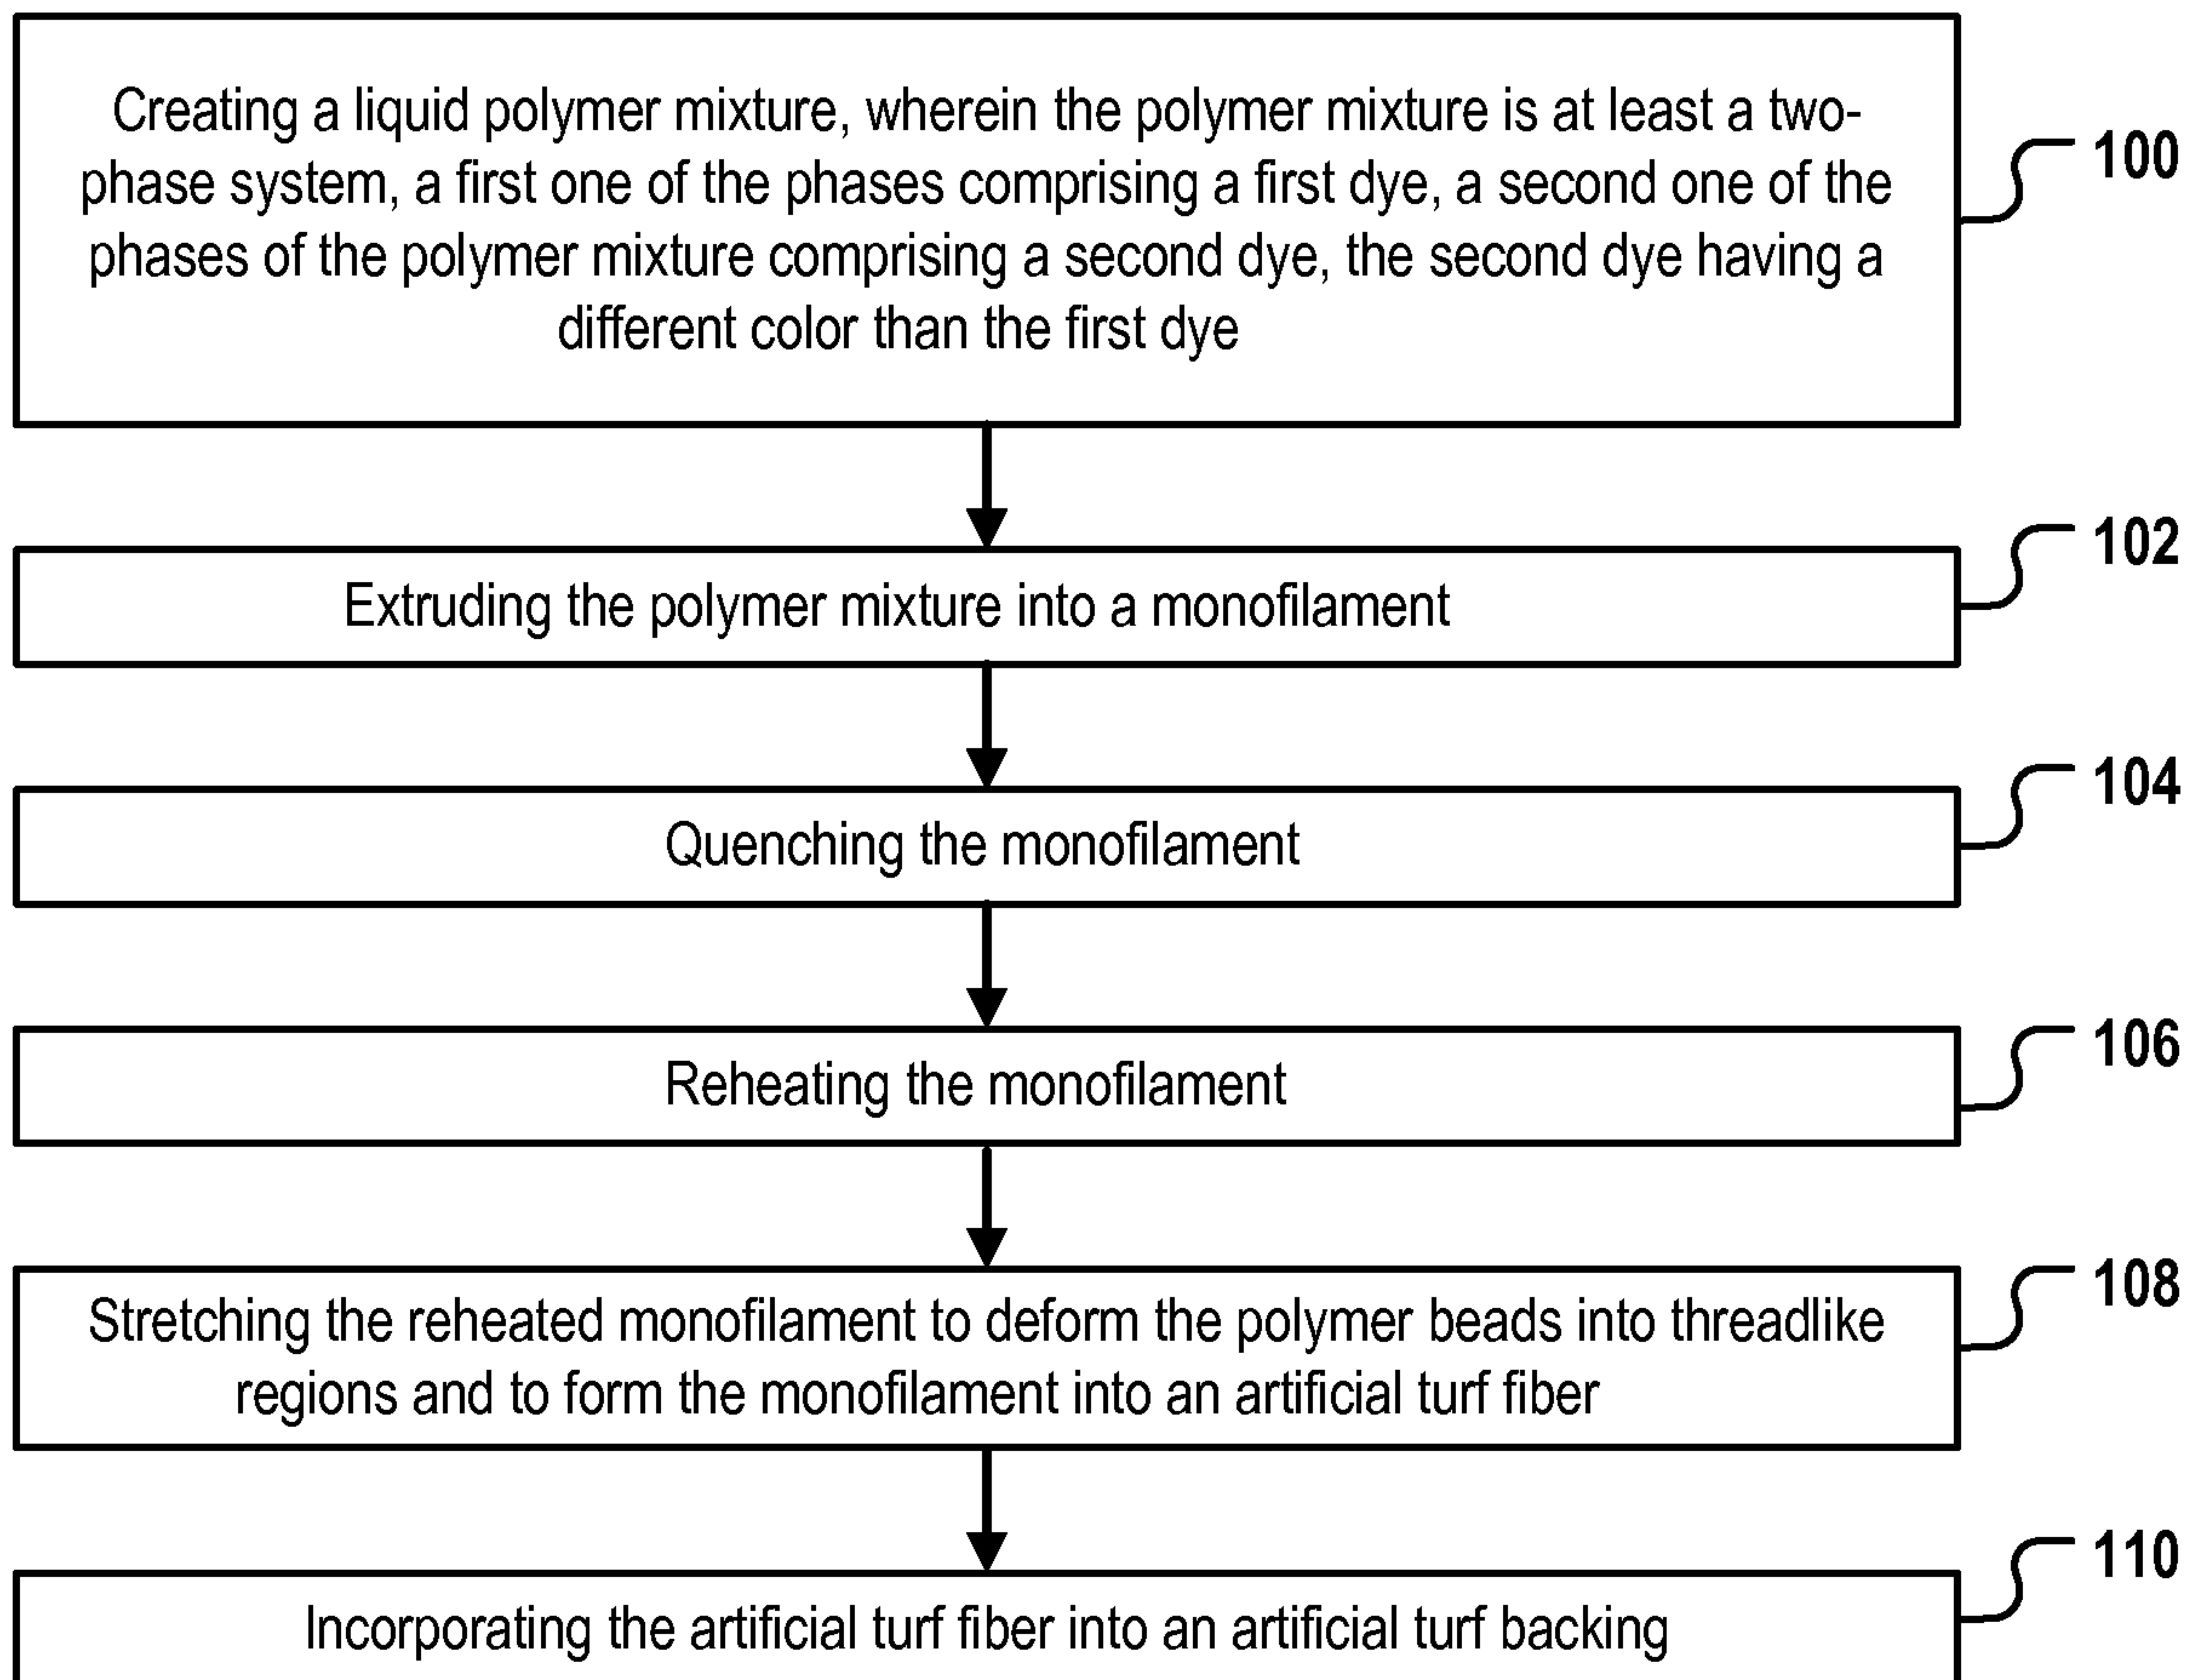 Creating a liquid polymer mixture, wherein the polymer mixture is at least a two-
phase system, a first one of the phases comprising a first dye, a second one of the
phases of the polymer mixture comprising a second dye, the second dye having a
different color than the first dye
100
102
Extruding the polymer mixture into a monofilament
104
Quenching the monofilament
106
Reheating the monofilament
108
Stretching the reheated monofilament to deform the polymer beads into threadlike
regions and to form the monofilament into an artificial turf fiber
110
Incorporating the artificial turf fiber into an artificial turf backing